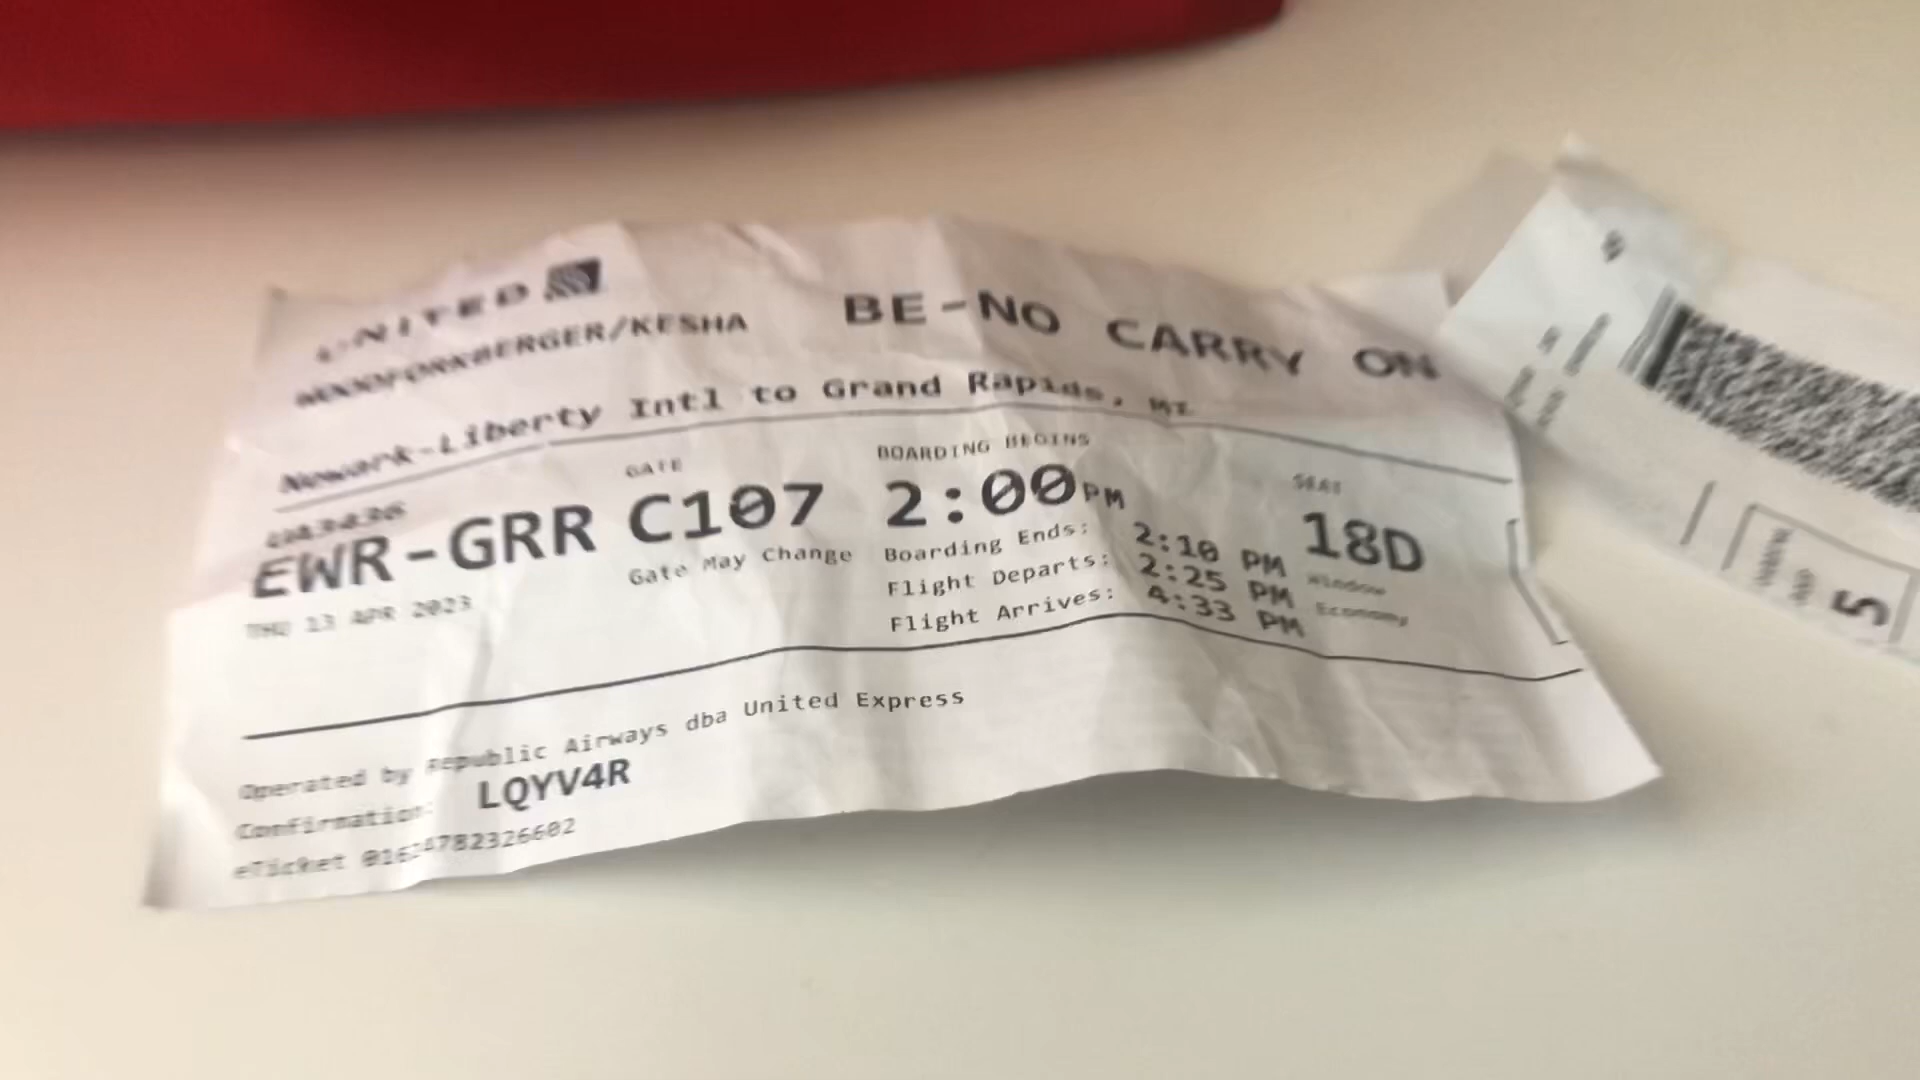 UNITED
/KESHA
BE-NO CARRY ON
Newark-Liberty Intl to Grand Rapids, MI
EWR-GRR
THU 13 APR 2023
GATE
C107
Gate May Change
BOARDING BEGINS
2:00PM
Boarding Ends: 2:10 PM
Flight Departs: 2:25 PM
Flight Arrives: 4:33 PM
SEAT
18D
Window
Economy
Operated by Republic Airways dba United Express
Confirmation: LQYV4R
eTicket
5